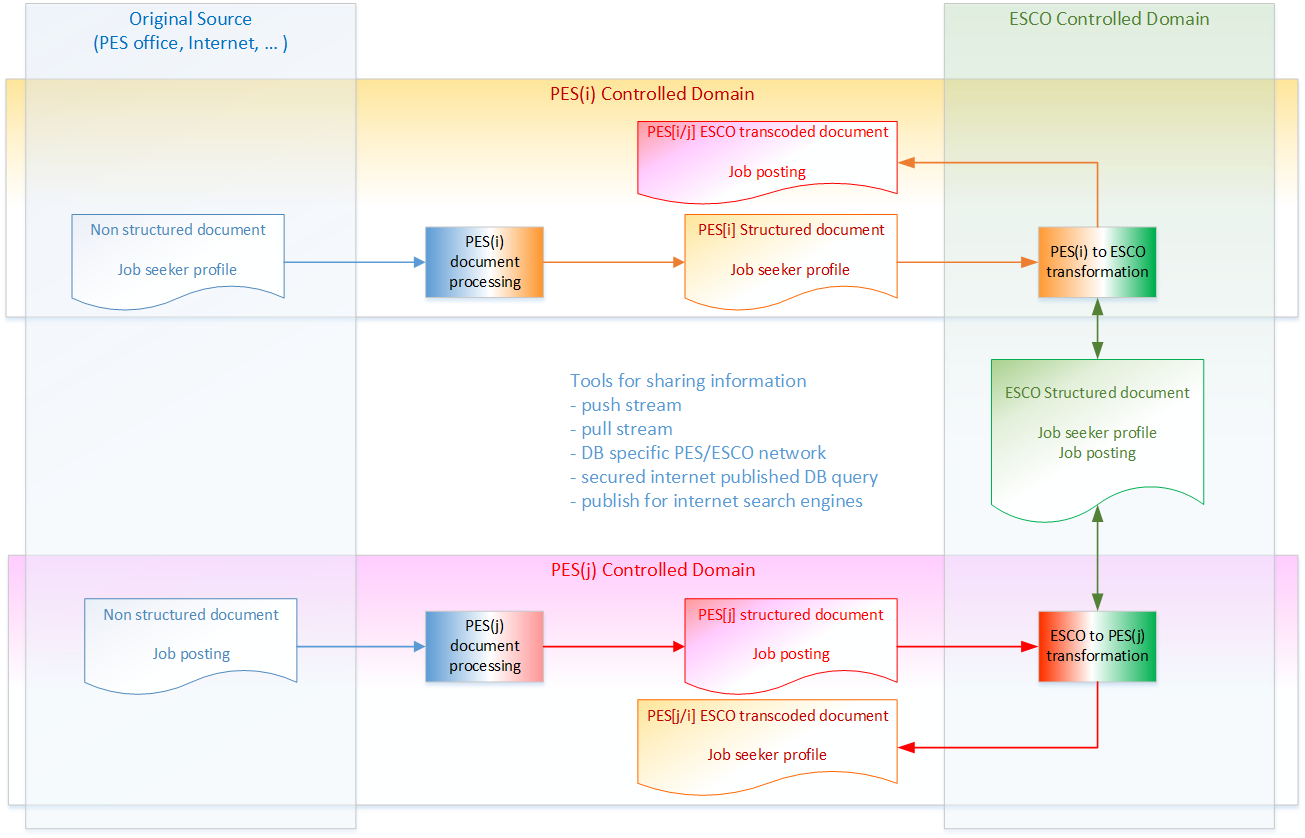 Original Source
(PES office, Internet, ... )
ESCO Controlled Domain
PES(i) Controlled Domain
PES[i/j] ESCO transcoded document
Job posting
Non structured document
Job seeker profile
PES(i)
document
processing
PES[i] Structured document
Job seeker profile
PES(i) to ESCO
transformation
Tools for sharing information
- push stream
- pull stream
- DB specific PES/ESCO network
- secured internet published DB query
- publish for internet search engines
ESCO Structured document
Job seeker profile
Job posting
PES(j) Controlled Domain
Non structured document
Job posting
PES(j)
document
processing
PES[j] structured document
Job posting
ESCO to PES(j)
transformation
PES[j/i] ESCO transcoded document
Job seeker profile